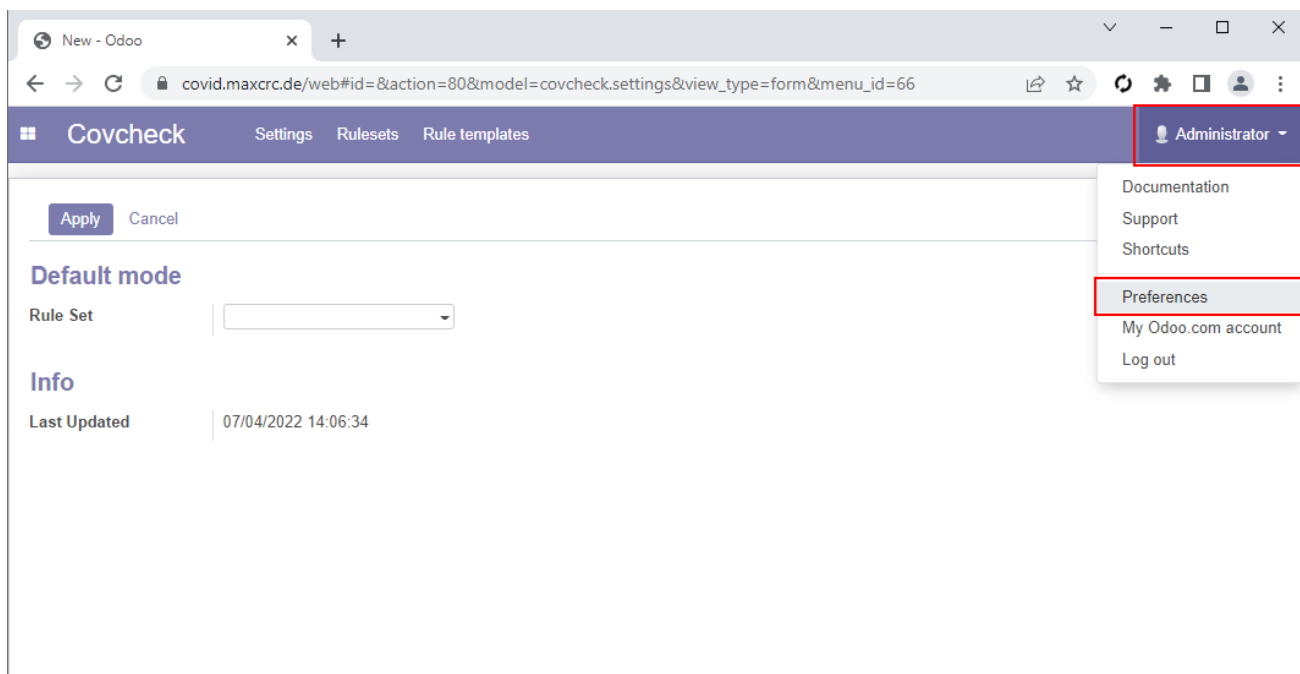 New - Odoo
covid.maxcrc.de/web#id=&action=80&model=covcheck.settings&view_type=form&menu_id=66
Covcheck Settings Rulesets Rule templates Administrator
Documentation
Support
Shortcuts
Preferences
My Odoo.com account
Log out
Apply Cancel
Default mode
Rule Set
Info
Last Updated 07/04/2022 14:06:34